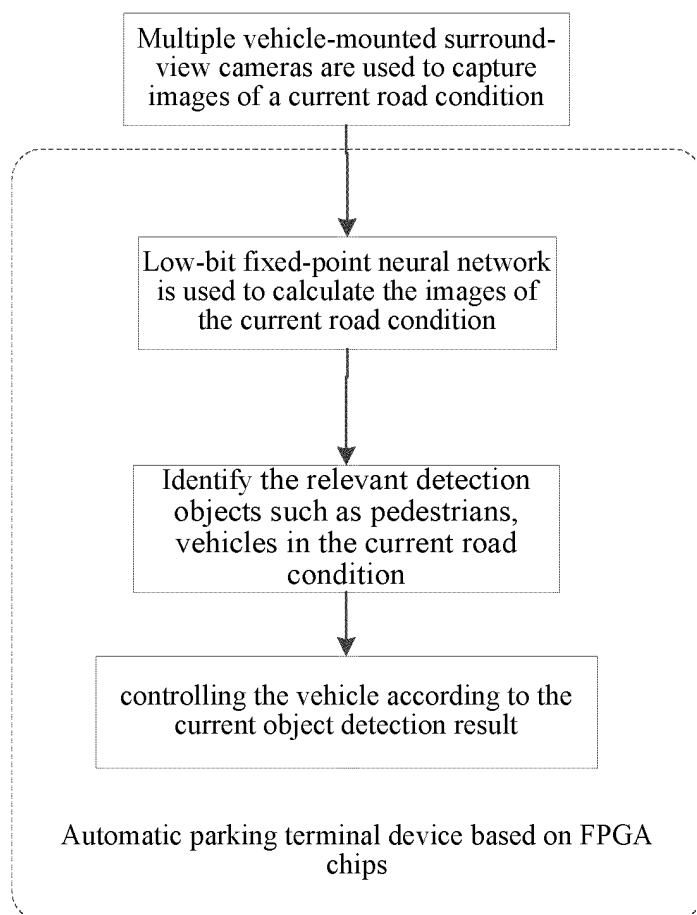 Multiple vehicle-mounted surround-
view cameras are used to capture
images of a current road condition
Low-bit fixed-point neural network
is used to calculate the images of
the current road condition
Identify the relevant detection
objects such as pedestrians,
vehicles in the current road
condition
controlling the vehicle according to the
current object detection result
Automatic parking terminal device based on FPGA
chips